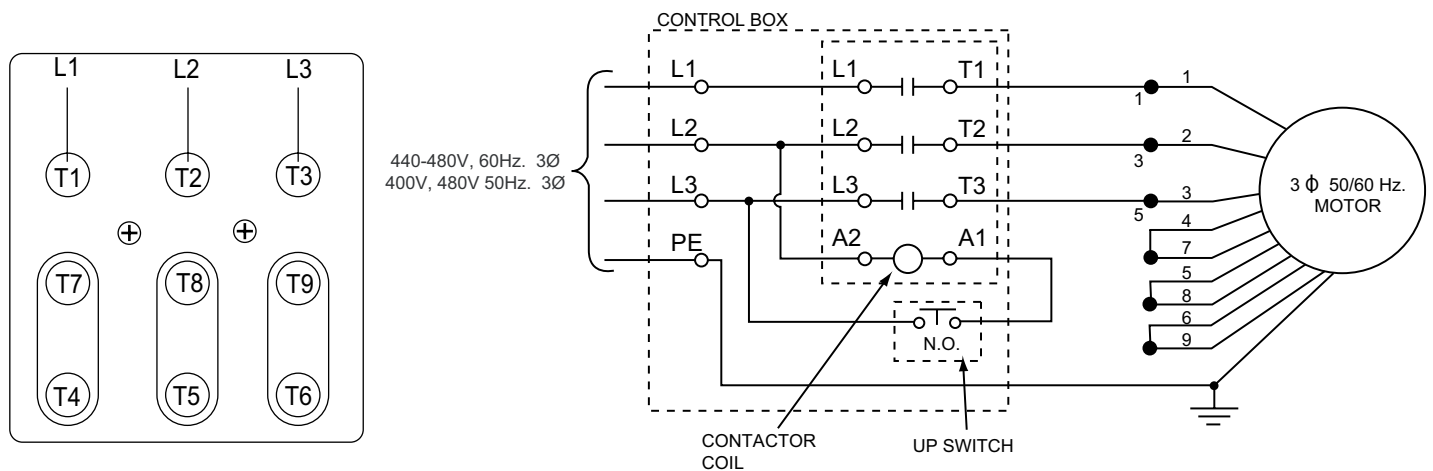 CONTROL BOX
L1 L2 L3
T1 T2 T3
T7 T8 T9
T4 T5 T6
440-480V, 60Hz. 3Ø
400V, 480V 50Hz. 3Ø
L1 L1 T1
L2 L2 T2
L3 L3 T3
PE A2 A1
N.O.
CONTACTOR
COIL
UP SWITCH
1 1
3 2
5 3
4
7
5
8
6
9
3 ϕ 50/60 Hz.
MOTOR